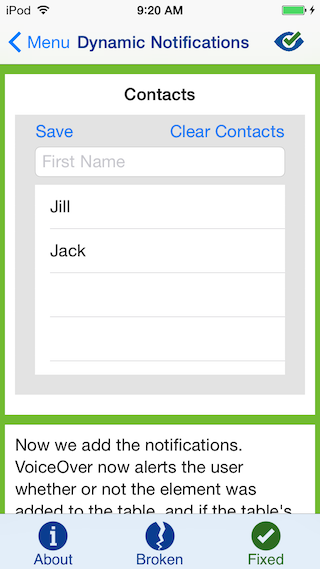 iPod 9:20 AM
Menu Dynamic Notifications
Contacts
Save Clear Contacts
First Name
Jill
Jack
Now we add the notifications.
VoiceOver now alerts the user
whether or not the element was
added to the table, and if the table's
About Broken Fixed